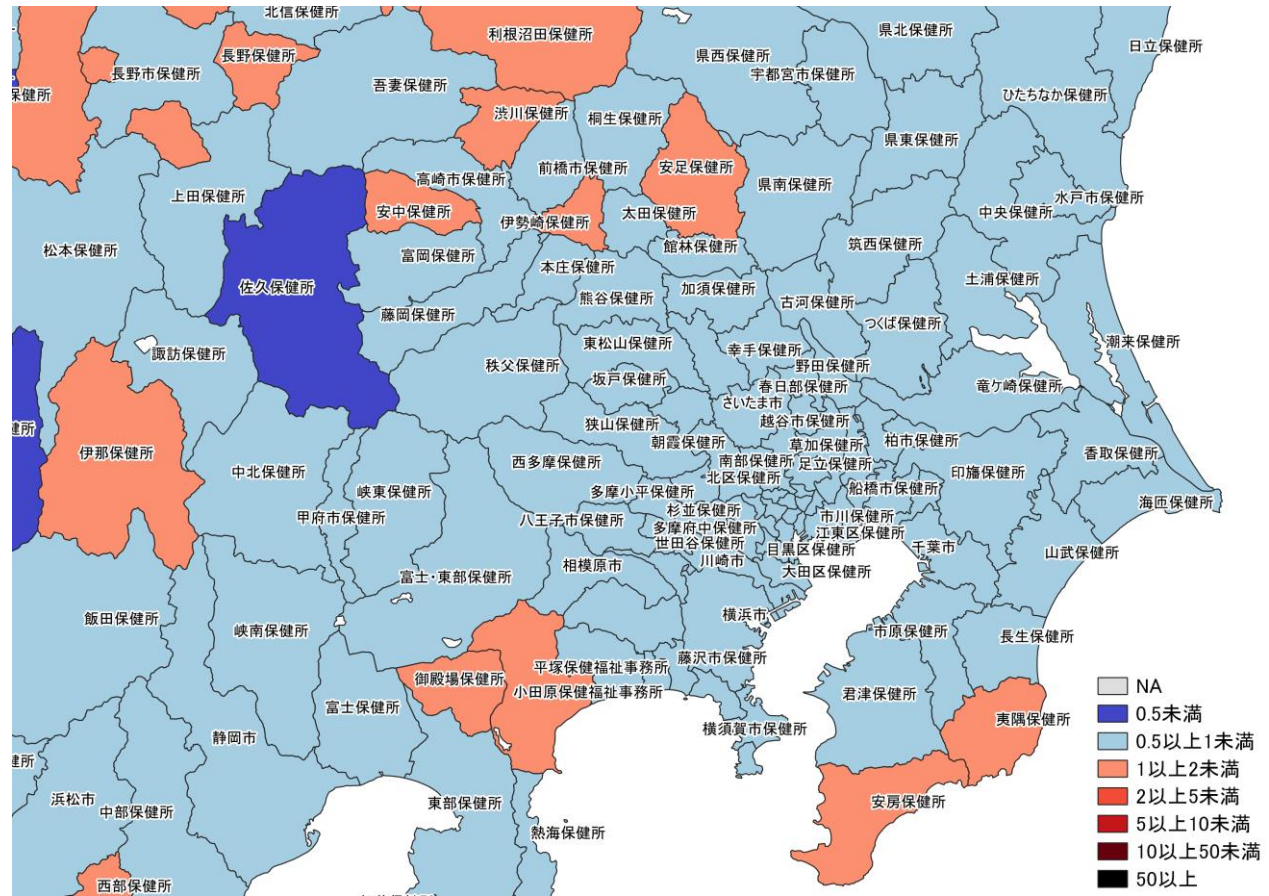 北信保健所
県北保健所
日立保健所
利根沼田保健所
長野保健所
県西保健所
長野市保健所
宇都宮市保健所
吾妻保健所
保健所
ひたちなか保健所
渋川保健所
桐生保健所
県東保健所
前橋市保健所
安足保健所
高崎市保健所
県南保健所
上田保健所
水戸市保健所
安中保健所
太田保健所
中央保健所
伊勢崎保健所
松本保健所
館林保健所
筑西保健所
富岡保健所
本庄保健所
土浦保健所
佐久保健所
加須保健所
熊谷保健所
古河保健所
藤岡保健所
つくば保健所
東松山保健所
幸手保健所
潮来保健所
諏訪保健所
秩父保健所
野田保健所
坂戸保健所
春日部保健所
竜ケ崎保健所
さいたま市
狭山保健所
越谷市保健所
健所
朝霞保健所
草加保健所
柏市保健所
伊那保健所
南部保健所
足立保健所
香取保健所
西多摩保健所
中北保健所
北区保健所
印旛保健所
峡東保健所
多摩小平保健所
船橋市保健所
海匝保健所
杉並保健所
甲府市保健所
八王子市保健所
市川保健所
多摩府中保健所
江東区保健所
世田谷保健所
目黒区保健所
千葉市
山武保健所
川崎市
相模原市
大田区保健所
富士・東部保健所
横浜市
飯田保健所
峡南保健所
市原保健所
長生保健所
藤沢市保健所
平塚保健福祉事務所
御殿場保健所
小田原保健福祉事務所
君津保健所
富士保健所
夷隅保健所
横須賀市保健所
静岡市
健所
浜松市
中部保健所
東部保健所
安房保健所
熱海保健所
西部保健所
NA
0.5未満
0.5以上1未満
1以上2未満
2以上5未満
5以上10未満
10以上50未満
50以上